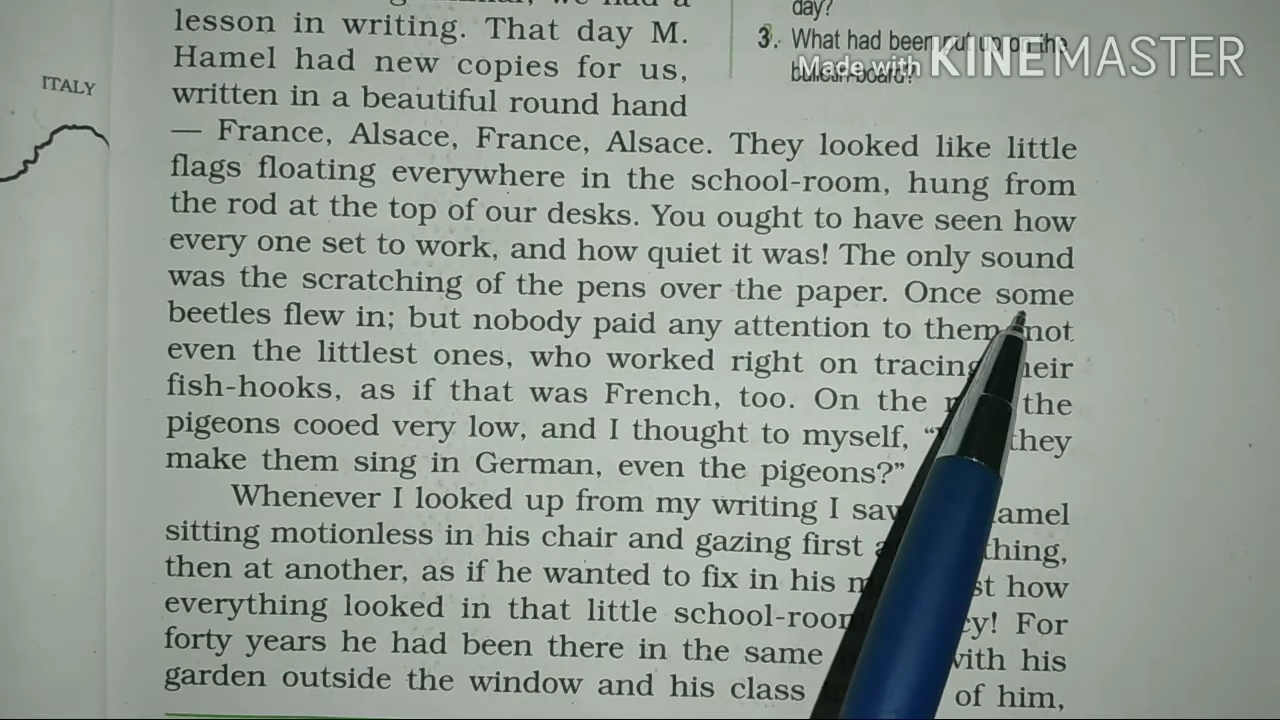 lesson in writing. That day M.
Hamel had new copies for us,
written in a beautiful round hand
— France, Alsace, France, Alsace. They looked like little
flags floating everywhere in the school-room, hung from
the rod at the top of our desks. You ought to have seen how
every one set to work, and how quiet it was! The only sound
was the scratching of the pens over the paper. Once some
beetles flew in; but nobody paid any attention to them, not
even the littlest ones, who worked right on tracing
fish-hooks, as if that was French, too. On the the
pigeons cooed very low, and I thought to myself, “ they
make them sing in German, even the pigeons?”
Whenever I looked up from my writing I saw
sitting motionless in his chair and gazing first thing,
then at another, as if he wanted to fix in his how
everything looked in that little school-room For
forty years he had been there in the same with his
garden outside the window and his class of him,
day?
3. What had been put up on the
bulletin-board?
Made with KINEMASTER
ITALY